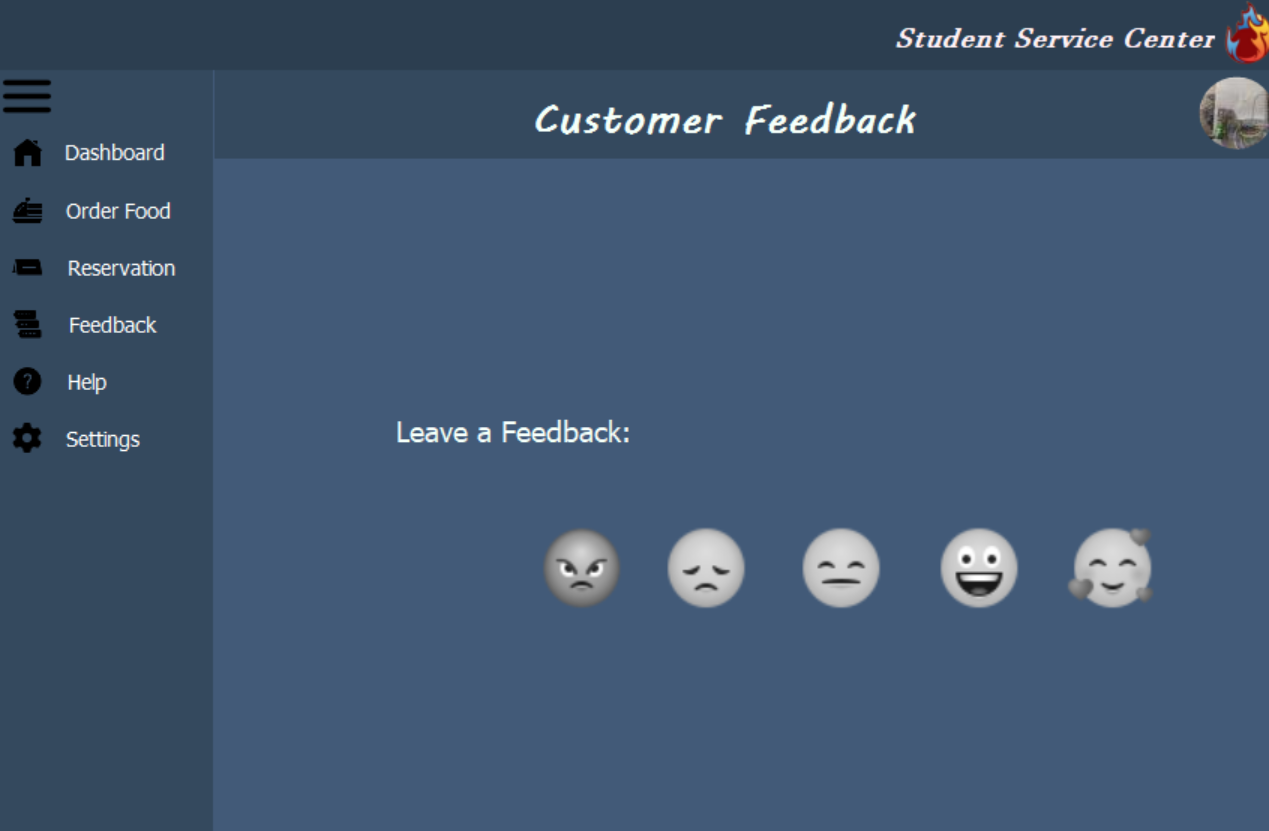 Student Service Center
Customer Feedback
Dashboard
Order Food
Reservation
Feedback
Help
Settings
Leave a Feedback: